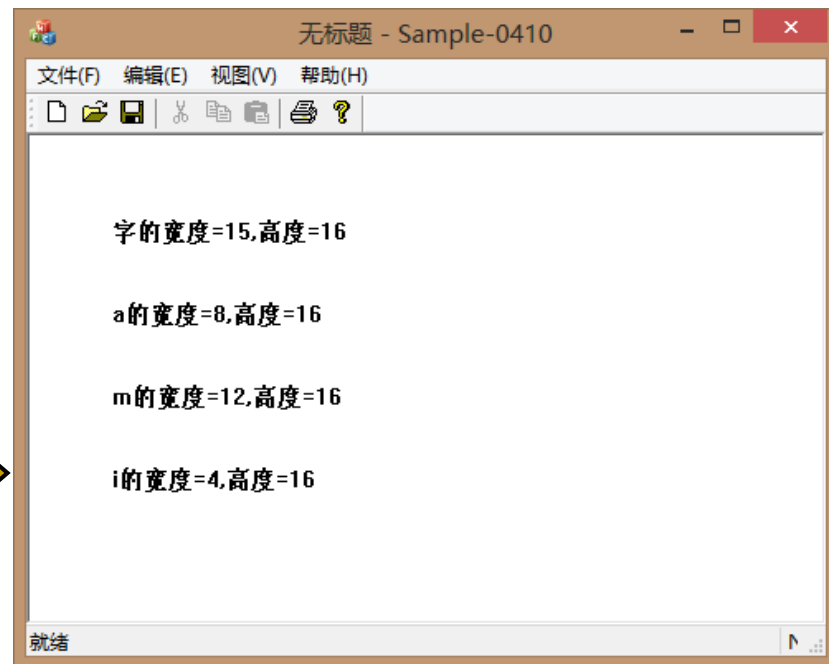 无标题 - Sample-0410
文件(F) 编辑(E) 视图(V) 帮助(H)
字的宽度=15,高度=16
a的宽度=8,高度=16
m的宽度=12,高度=16
i的宽度=4,高度=16
就绪